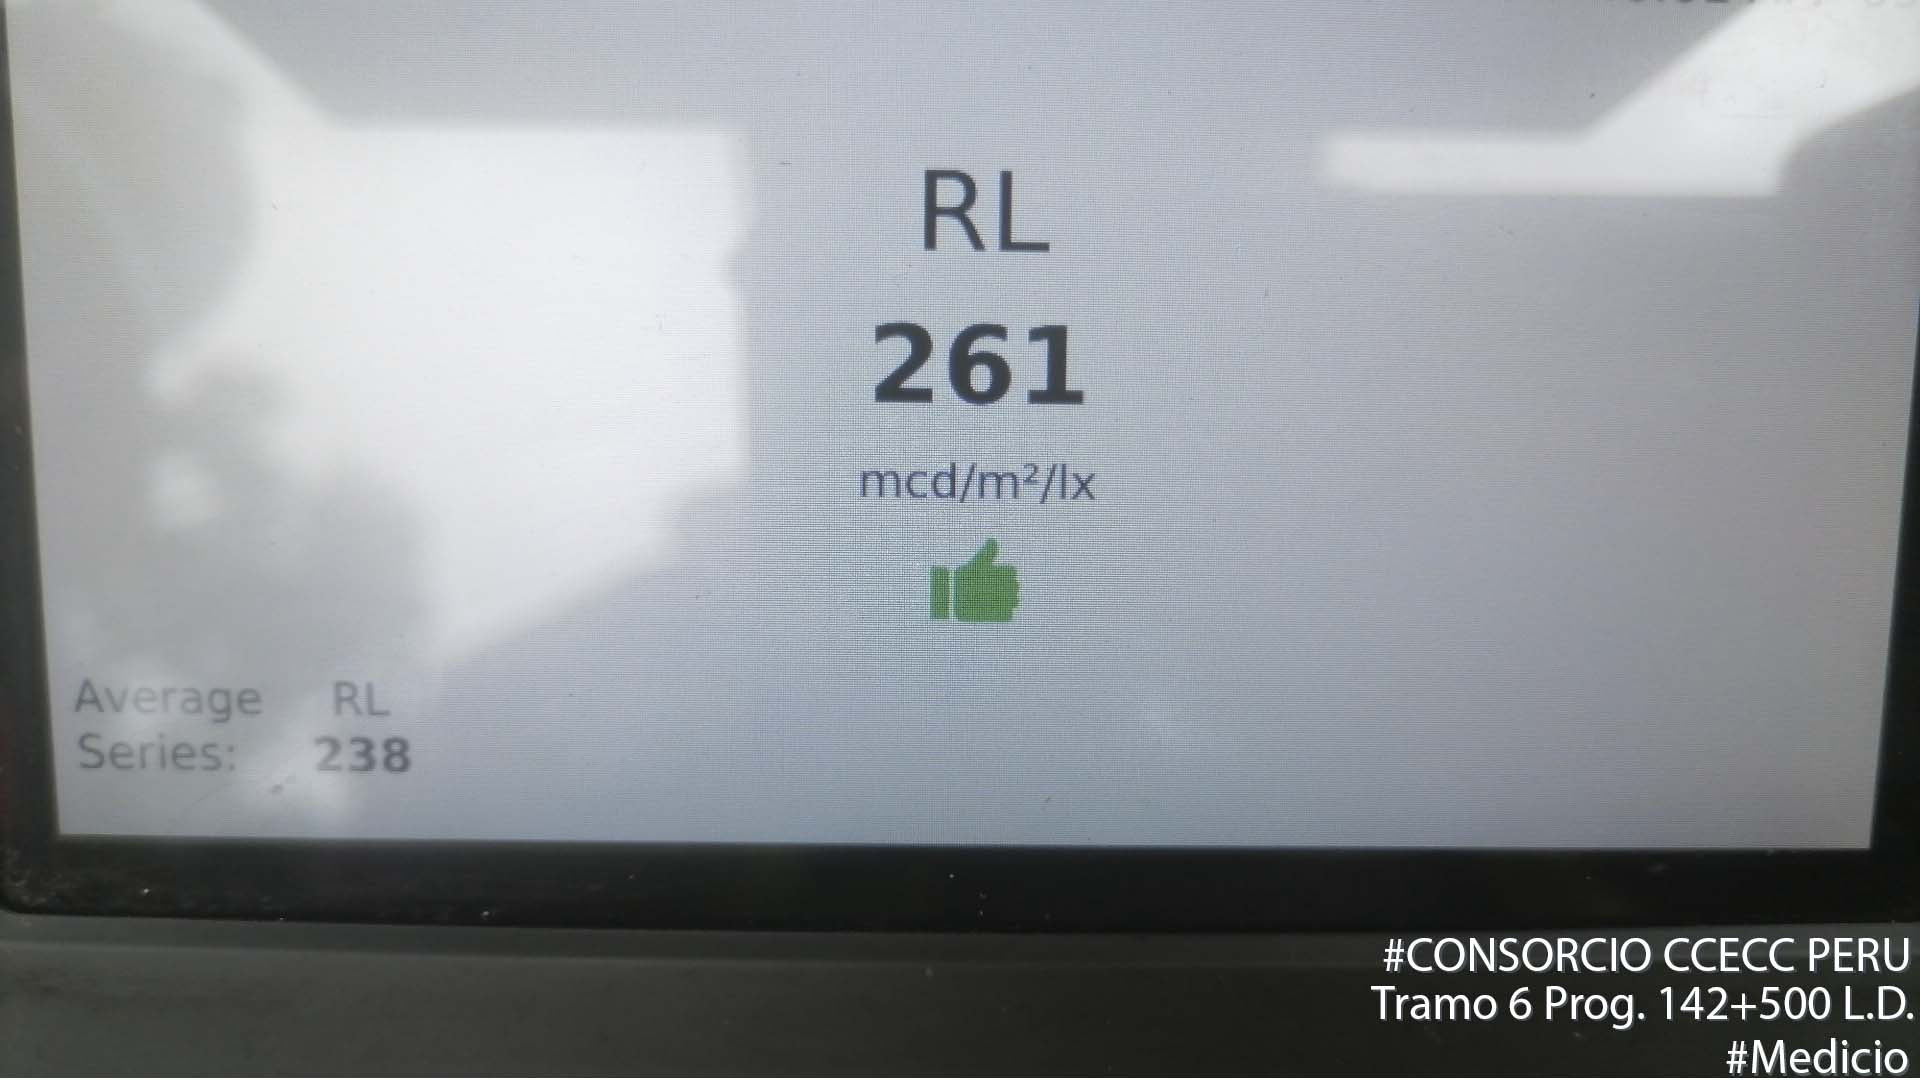 RL
261
mcd/m²/lx
Average RL
Series: 238
#CONSORCIO CCECC PERU
Tramo 6 Prog. 142+500 L.D.
#Medicio